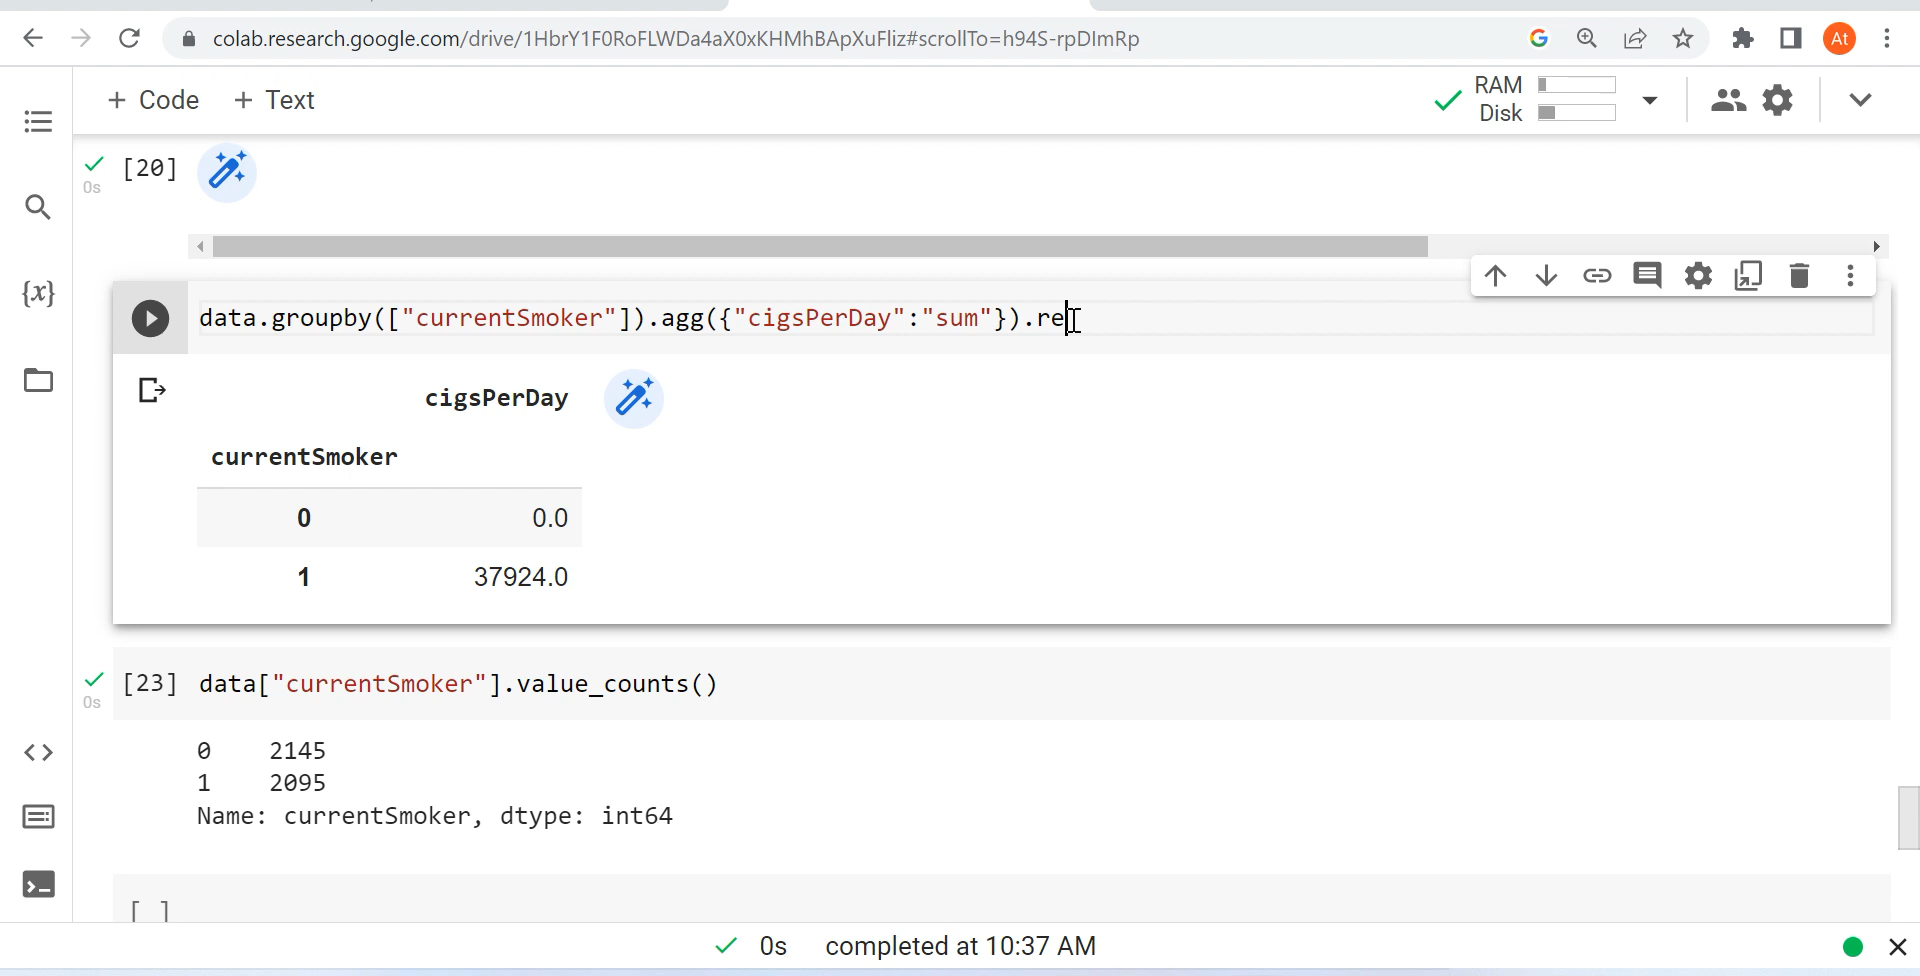 colab.research.google.com/drive/1HbrY1F0RoFLWDa4aX0xKHMhBApXuFliz#scrollTo=h94S-rpDImRp
At
+ Code + Text
RAM
Disk
[20]
0s
{x}
data.groupby(["currentSmoker"]).agg({"cigsPerDay":"sum"}).re
cigsPerDay
currentSmoker
0 0.0
1 37924.0
[23] data["currentSmoker"].value_counts()
0s
0 2145
1 2095
Name: currentSmoker, dtype: int64
[ ]
0s completed at 10:37 AM